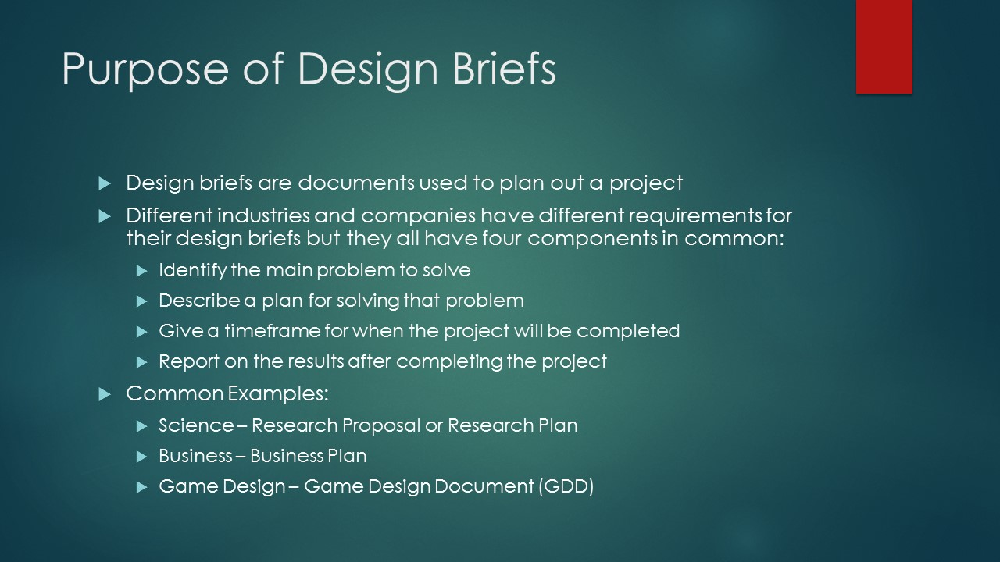 Purpose of Design Briefs
Design briefs are documents used to plan out a project
Different industries and companies have different requirements for
their design briefs but they all have four components in common:
Identify the main problem to solve
Describe a plan for solving that problem
Give a timeframe for when the project will be completed
Report on the results after completing the project
Common Examples:
Science – Research Proposal or Research Plan
Business – Business Plan
Game Design – Game Design Document (GDD)